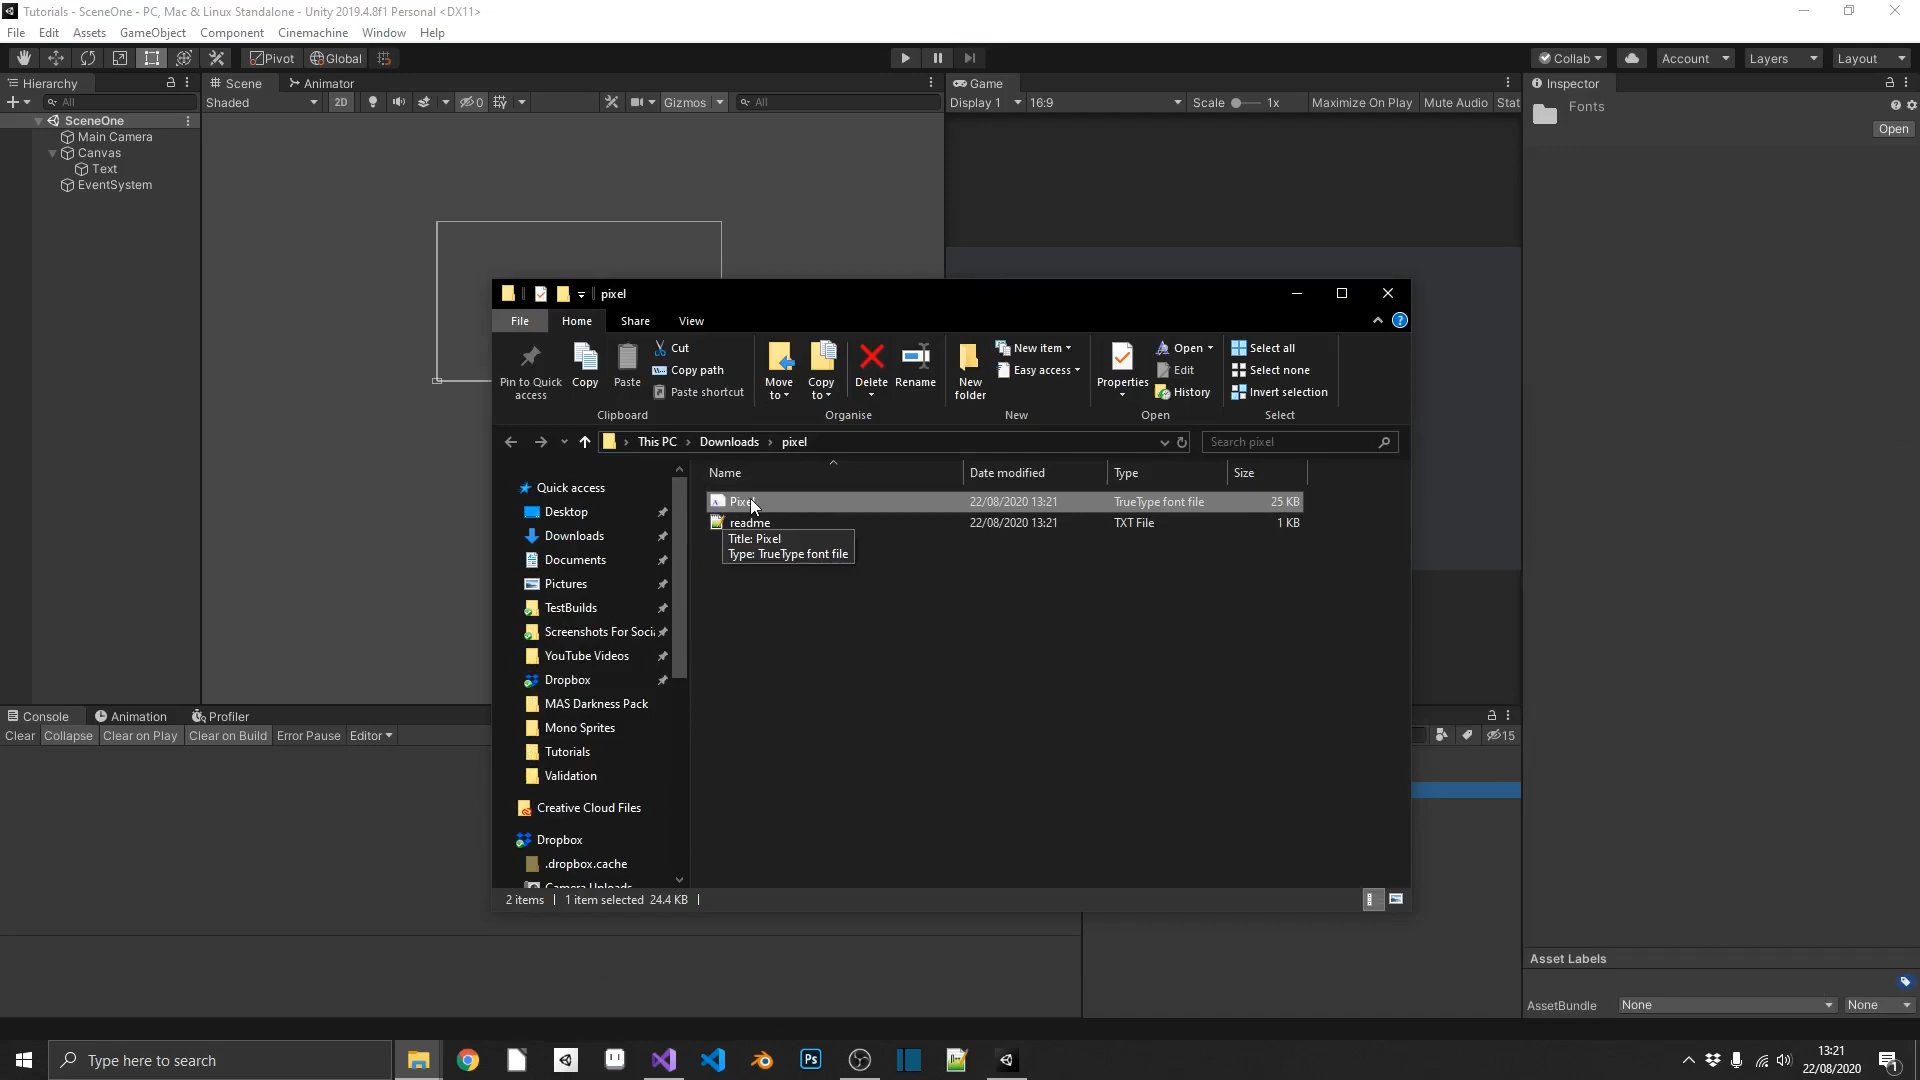 Tutorials - SceneOne - PC, Mac & Linux Standalone - Unity 2019.4.8f1 Personal <DX11>
File Edit Assets GameObject Component Cinemachine Window Help
Pivot Global Collab Account Layers Layout
Hierarchy Scene Animator Game Inspector
All Shaded 2D 0 Gizmos All Display 1 16:9 Scale 1x Maximize On Play Mute Audio Stat
Fonts
Open
SceneOne
Main Camera
Canvas
Text
EventSystem
pixel
File Home Share View
Pin to Quick access
Copy
Paste
Cut
Copy path
Paste shortcut
Clipboard
Move to
Copy to
Delete
Rename
Organise
New folder
New item
Easy access
New
Properties
Open
Edit
History
Open
Select all
Select none
Invert selection
Select
This PC Downloads pixel
Search pixel
Name Date modified Type Size
Pixel 22/08/2020 13:21 TrueType font file 25 KB
readme 22/08/2020 13:21 TXT File 1 KB
Title: Pixel
Type: TrueType font file
Quick access
Desktop
Downloads
Documents
Pictures
TestBuilds
Screenshots For Soci
YouTube Videos
Dropbox
MAS Darkness Pack
Mono Sprites
Tutorials
Validation
Creative Cloud Files
Dropbox
.dropbox.cache
Camera Uploads
2 items 1 item selected 24.4 KB
Console Animation Profiler
Clear Collapse Clear on Play Clear on Build Error Pause Editor
15
Asset Labels
AssetBundle None None
Type here to search
Ps
13:21
22/08/2020
1